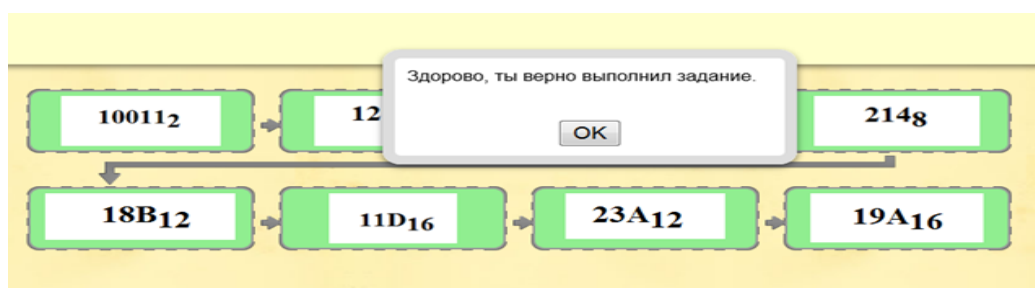 Здорово, ты верно выполнил задание.
10011₂ 12 214₈
OK
18B₁₂ 11D₁₆ 23A₁₂ 19A₁₆